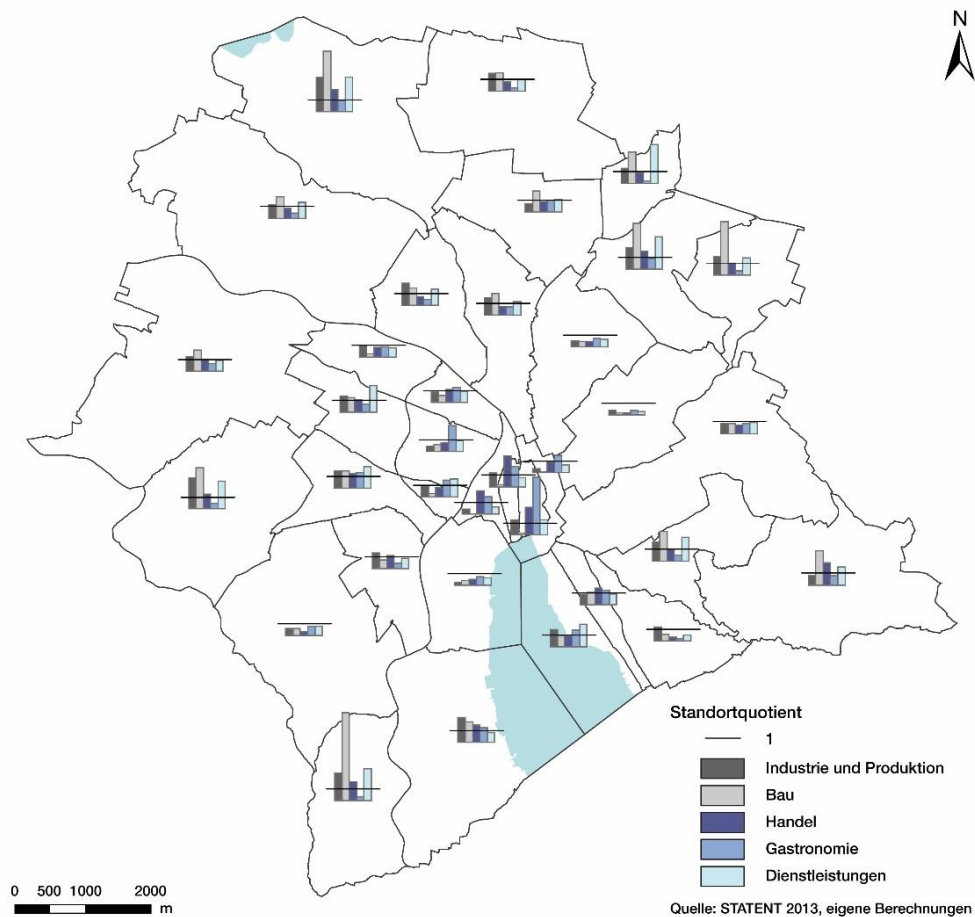 N
Standortquotient
1
Industrie und Produktion
Bau
Handel
Gastronomie
Dienstleistungen
0 500 1000 2000
m
Quelle: STATENT 2013, eigene Berechnungen